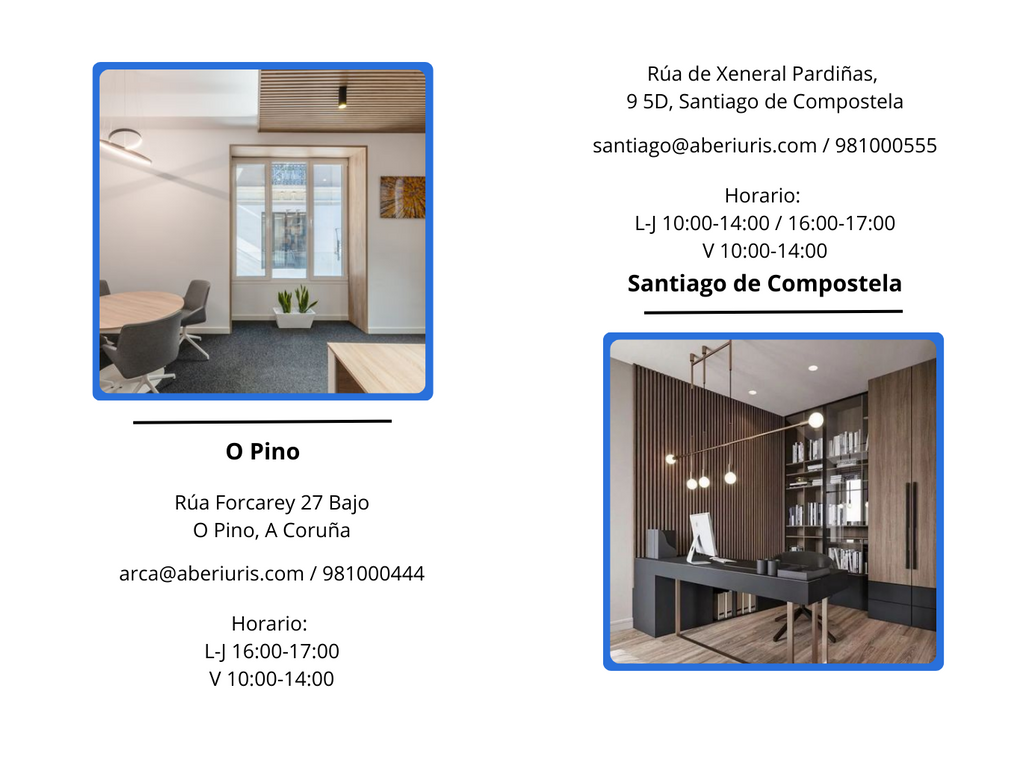 O Pino
Rúa Forcarey 27 Bajo
O Pino, A Coruña
arca@aberiuris.com / 981000444
Horario:
L-J 16:00-17:00
V 10:00-14:00
Rúa de Xeneral Pardiñas,
9 5D, Santiago de Compostela
santiago@aberiuris.com / 981000555
Horario:
L-J 10:00-14:00 / 16:00-17:00
V 10:00-14:00
Santiago de Compostela